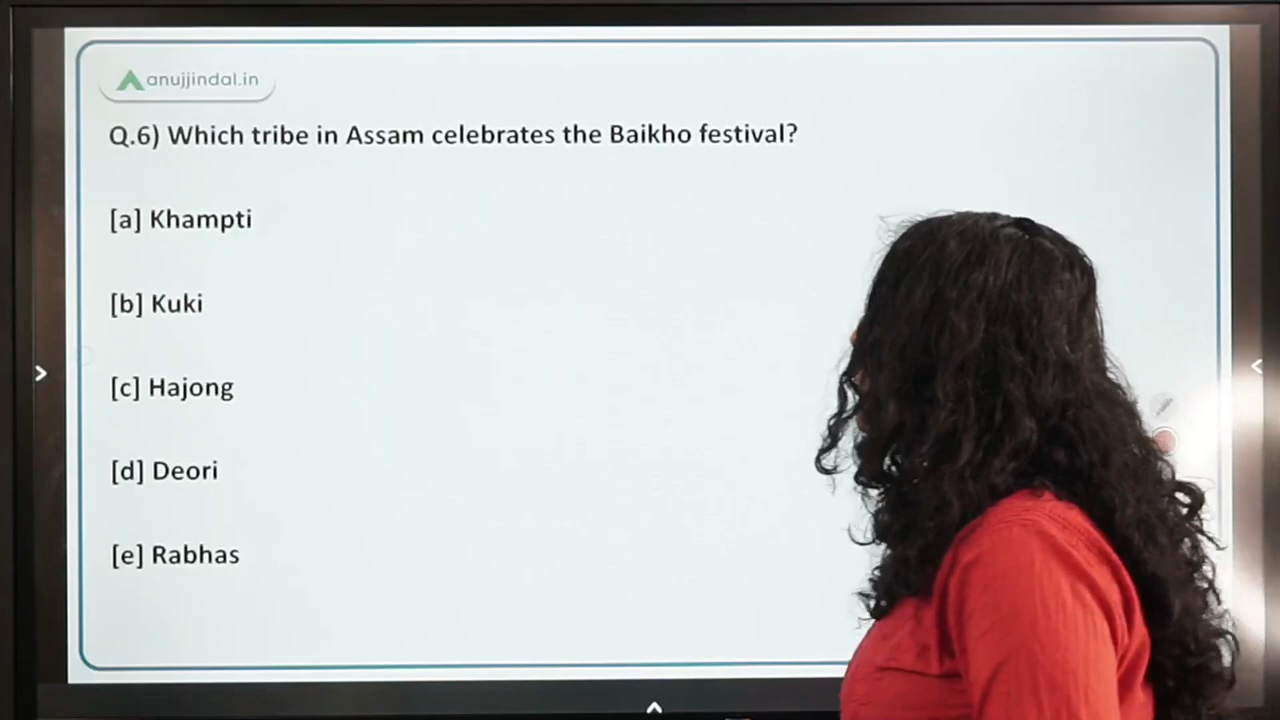 anujjindal.in
Q.6) Which tribe in Assam celebrates the Baikho festival?
[a] Khampti
[b] Kuki
[c] Hajong
[d] Deori
[e] Rabhas